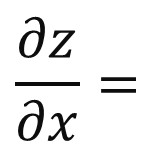 ∂z/∂x =